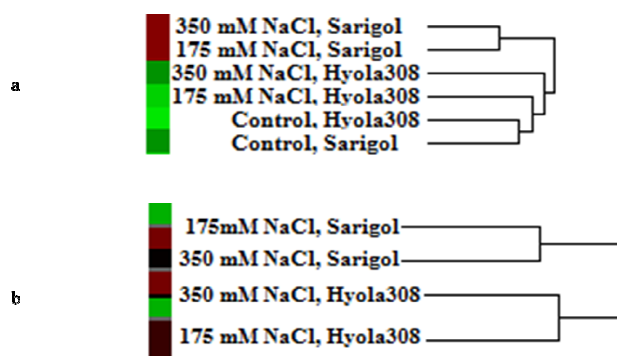 350 mM NaCl, Sarigol
175 mM NaCl, Sarigol
a
350 mM NaCl, Hyola308
175 mM NaCl, Hyola308
Control, Hyola308
Control, Sarigol
175mM NaCl, Sarigol
350 mM NaCl, Sarigol
b
350 mM NaCl, Hyola308
175 mM NaCl, Hyola308